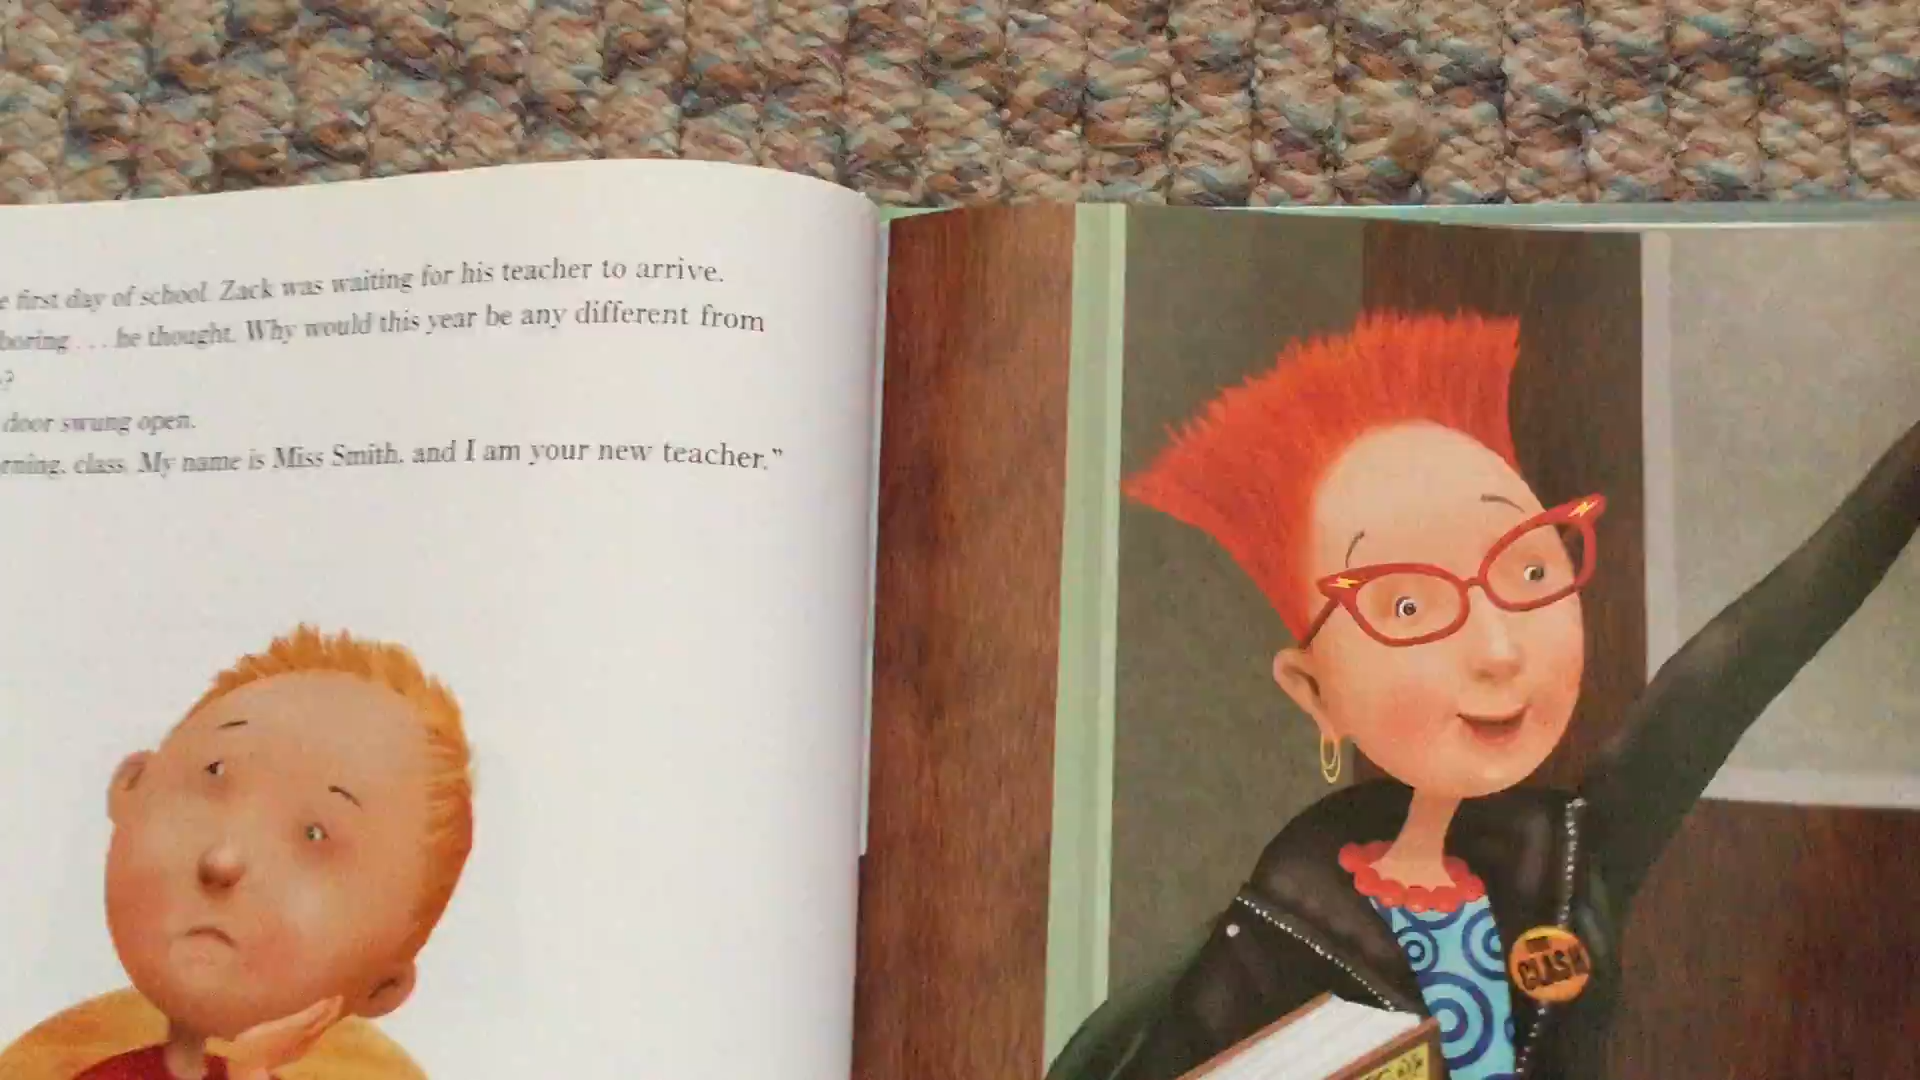 first day of school. Zack was waiting for his teacher to arrive.
boring . . . he thought. Why would this year be any different from
?
door swung open.
rning, class. My name is Miss Smith, and I am your new teacher.”
CLASH